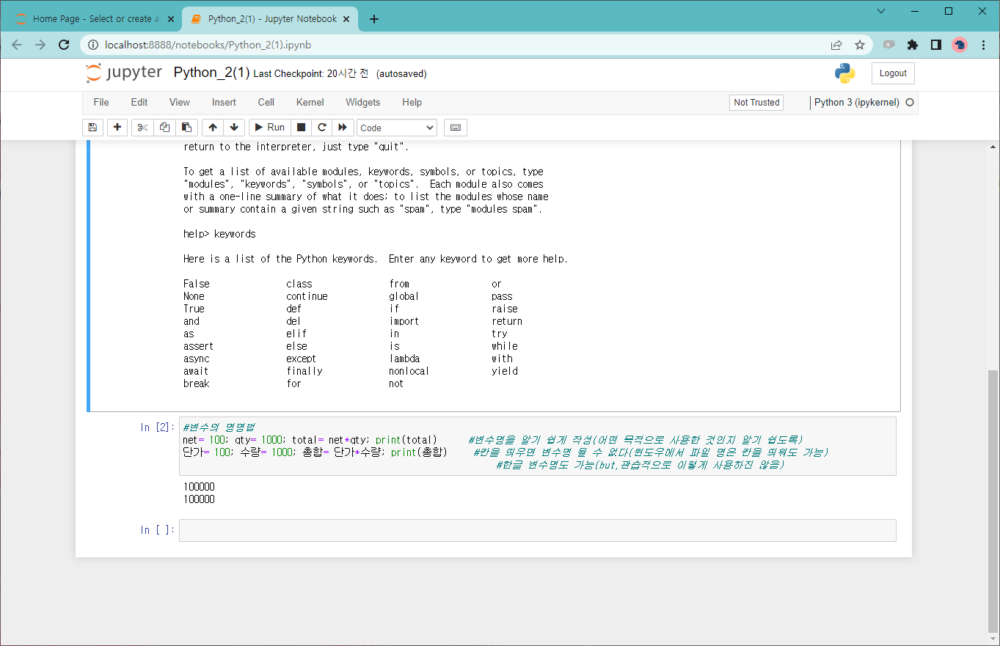 Home Page - Select or create a
Python_2(1) - Jupyter Notebook
localhost:8888/notebooks/Python_2(1).ipynb
jupyter Python_2(1) Last Checkpoint: 20시간 전 (autosaved)
Logout
File Edit View Insert Cell Kernel Widgets Help
Not Trusted
Python 3 (ipykernel)
Run
Code
return to the interpreter, just type "quit".
To get a list of available modules, keywords, symbols, or topics, type
"modules", "keywords", "symbols", or "topics". Each module also comes
with a one-line summary of what it does; to list the modules whose name
or summary contain a given string such as "spam", type "modules spam".
help> keywords
Here is a list of the Python keywords. Enter any keyword to get more help.
False class from or
None continue global pass
True def if raise
and del import return
as elif in try
assert else is while
async except lambda with
await finally nonlocal yield
break for not
In [2]: #변수의 명명법
net= 100; qty= 1000; total= net*qty; print(total) #변수명을 알기 쉽게 작성(어떤 목적으로 사용한 것인지 알기 쉽도록)
단가= 100; 수량= 1000; 총합= 단가*수량; print(총합) #칸을 띄우면 변수명 될 수 없다(윈도우에서 파일 명은 칸을 띄워도 가능)
#한글 변수명도 가능(but,관습적으로 이렇게 사용하진 않음)
100000
100000
In [ ]: